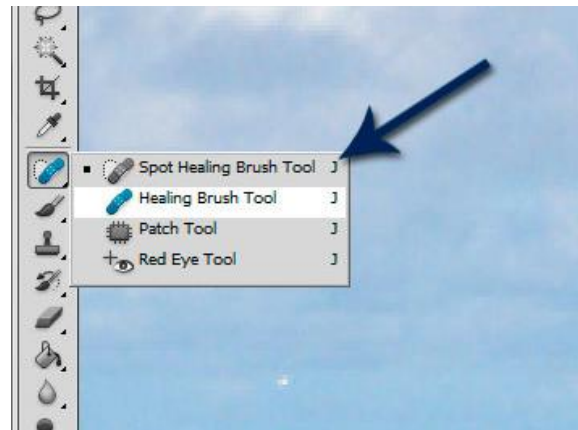 Spot Healing Brush Tool J
Healing Brush Tool J
Patch Tool J
Red Eye Tool J